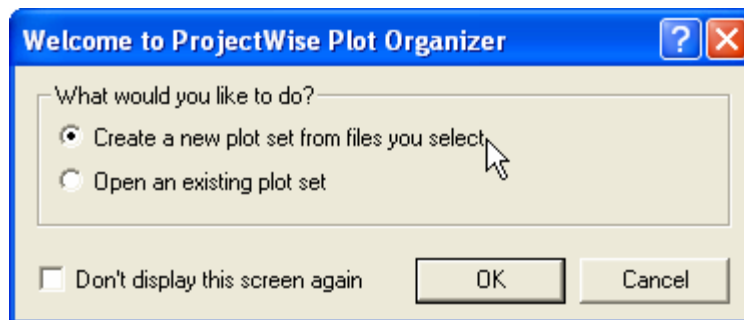 Welcome to ProjectWise Plot Organizer
What would you like to do?
Create a new plot set from files you select
Open an existing plot set
Don't display this screen again
OK
Cancel